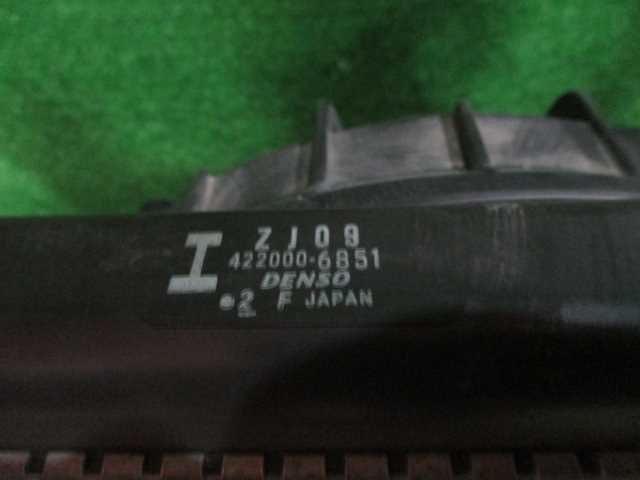 ZJ09
I 422000-6851
DENSO
•2 F JAPAN